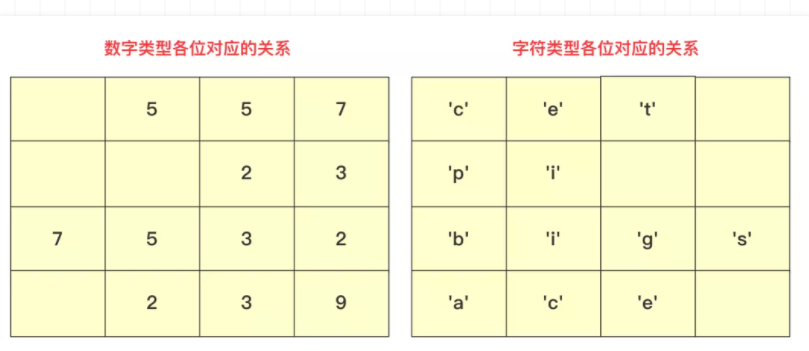 数字类型各位对应的关系 字符类型各位对应的关系
5 5 7 'c' 'e' 't'
2 3 'p' 'i'
7 5 3 2 'b' 'i' 'g' 's'
2 3 9 'a' 'c' 'e'